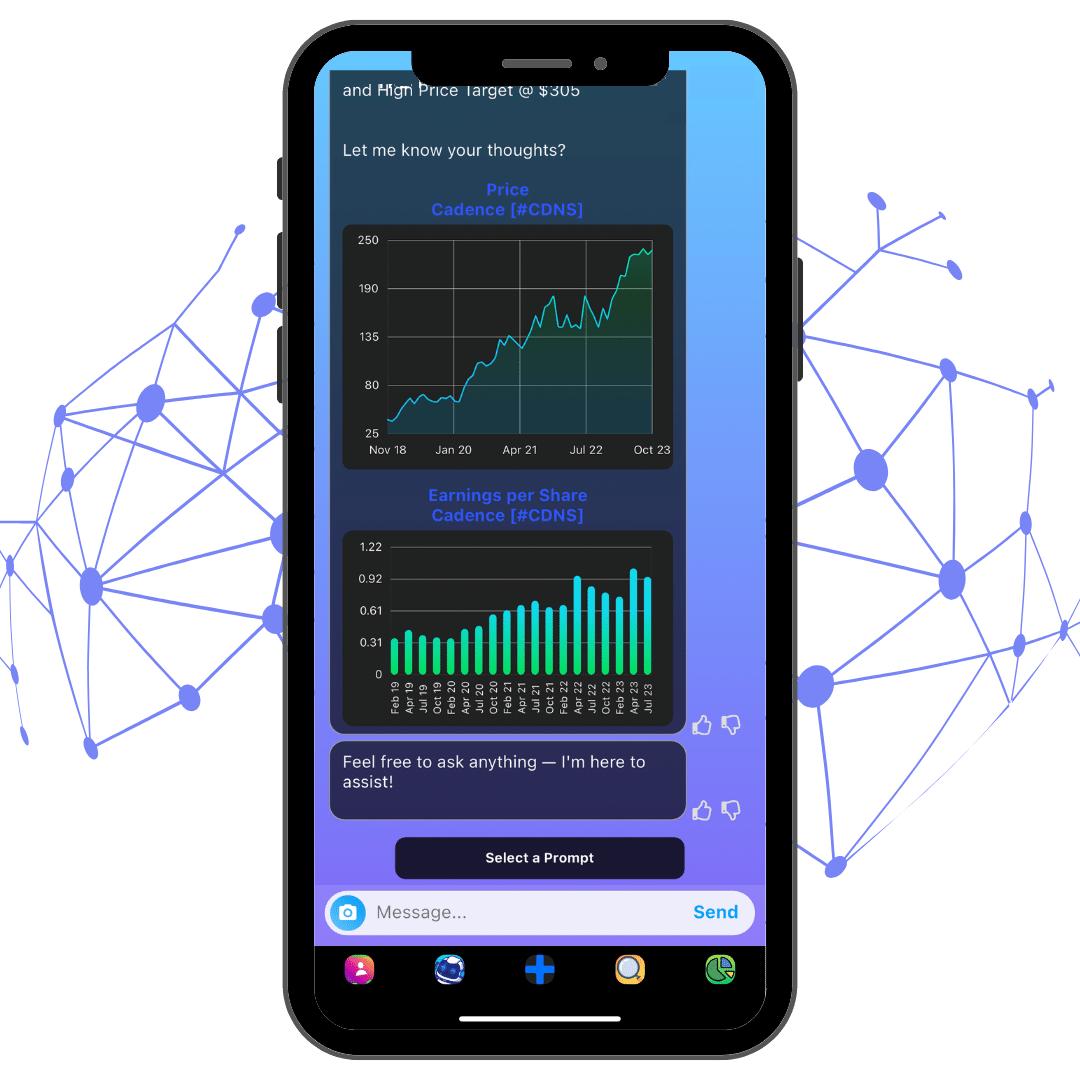 and High Price Target @ $305
Let me know your thoughts?
Price
Cadence [#CDNS]
250
190
135
80
25
Nov 18 Jan 20 Apr 21 Jul 22 Oct 23
Earnings per Share
Cadence [#CDNS]
1.22
0.92
0.61
0.31
0
Feb 19 Apr 19 Jul 19 Oct 19 Feb 20 Apr 20 Jul 20 Oct 20 Feb 21 Apr 21 Jul 21 Oct 21 Feb 22 Apr 22 Jul 22 Oct 22 Feb 23 Apr 23 Jul 23
Feel free to ask anything — I'm here to
assist!
Select a Prompt
Message... Send